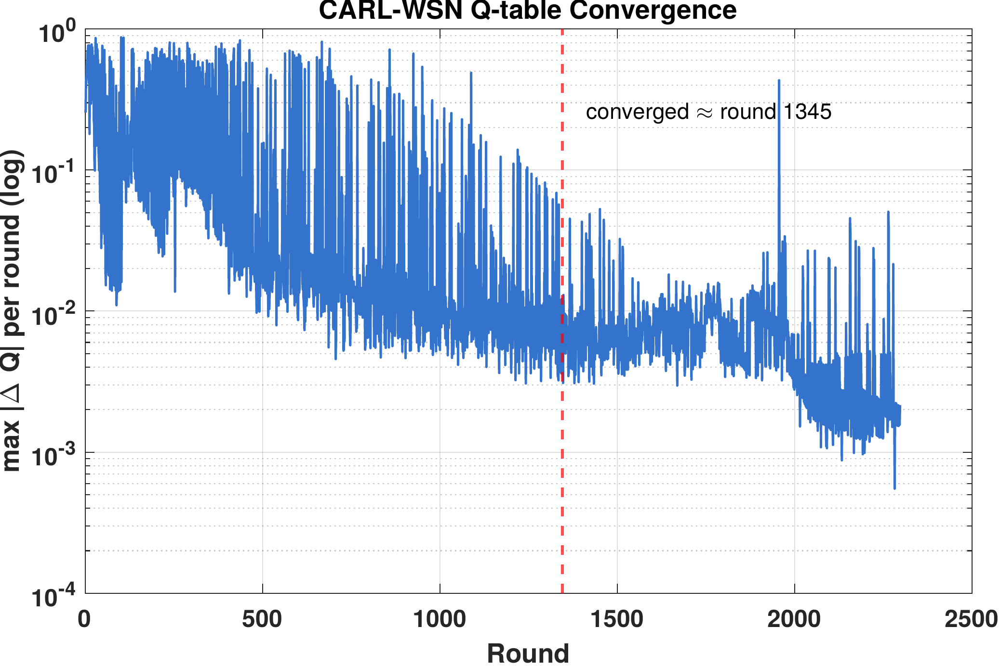 CARL-WSN Q-table Convergence
max |Δ Q| per round (log)
10^0
10^-1
10^-2
10^-3
10^-4
converged ≈ round 1345
0 500 1000 1500 2000 2500
Round